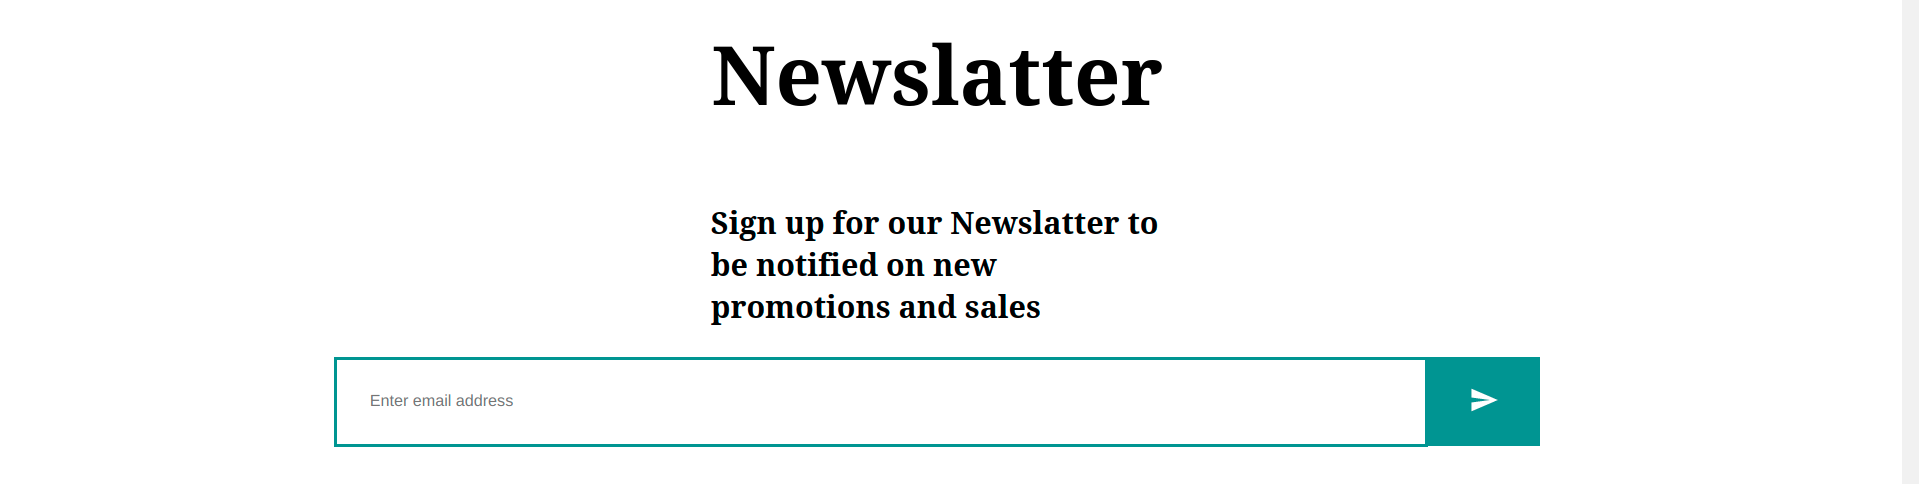 Newslatter
Sign up for our Newslatter to
be notified on new
promotions and sales
Enter email address